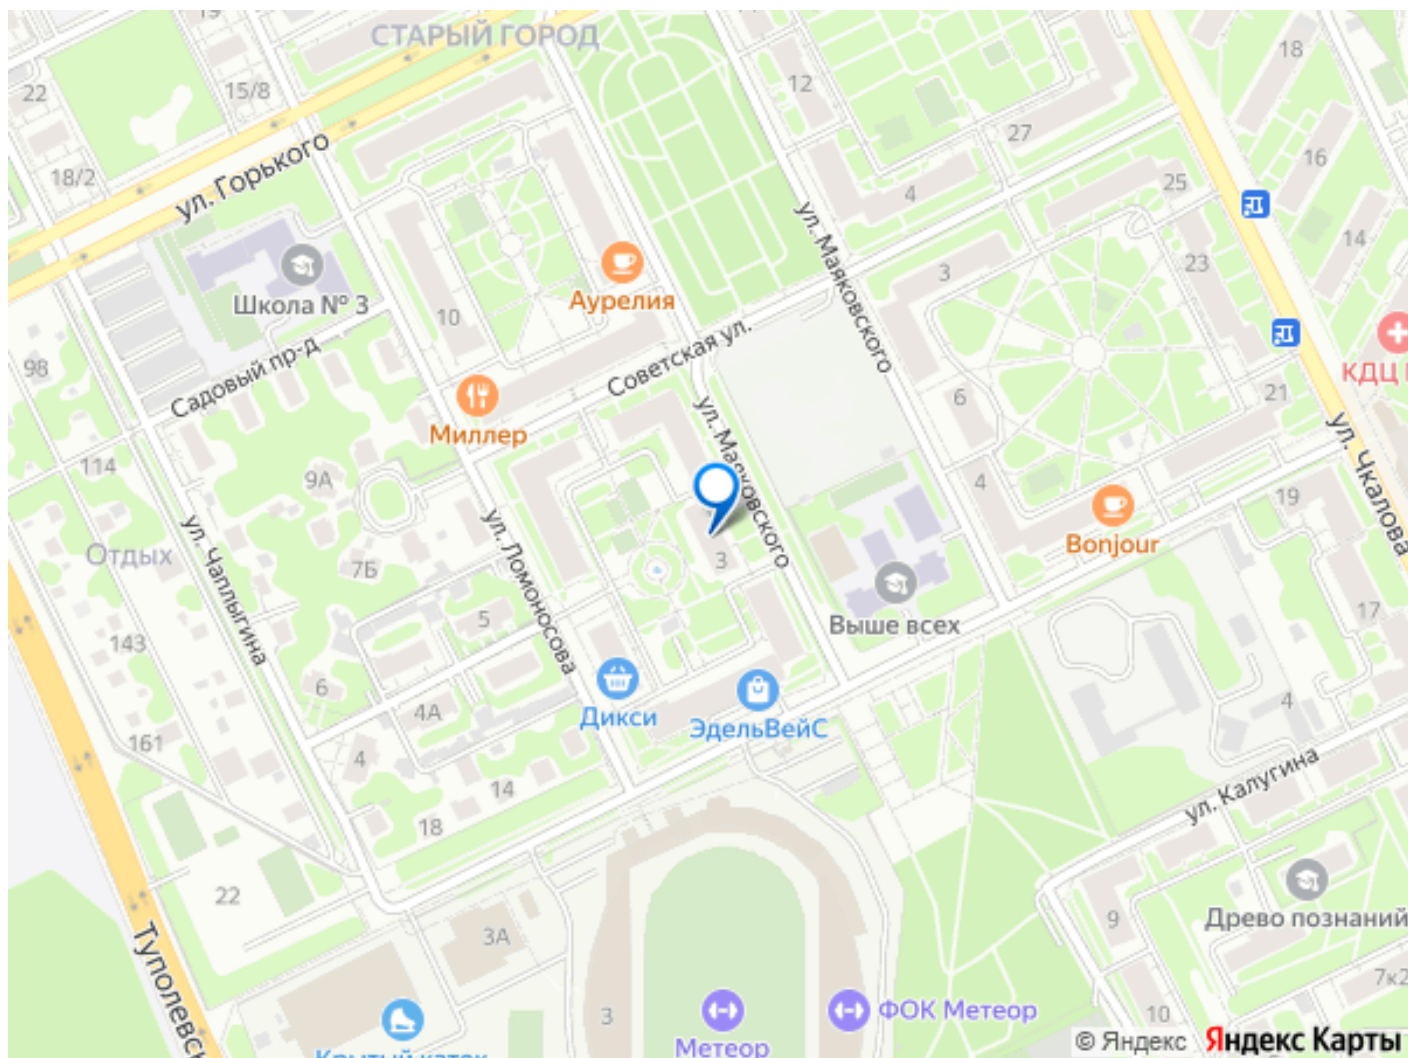 19
СТАРЫЙ ГОРОД
18
22
15/8
12
27
ул. Горького
16
18/2
25
4
ул. Маяковского
14
Школа № 3
Аурелия
23
3
10
Советская ул.
98
Садовый пр-д
КДЦ
6
21
Миллер
ул. Маяковского
ул. Чкалова
114
9А
4
19
Bonjour
Отдых
ул. Чаплыгина
ул. Ломоносова
7Б
3
5
Выше всех
17
143
6
4А
Дикси
ЭдельВейС
4
161
4
14
18
ул. Калугина
22
3А
9
Древо познаний
Туполевск
7к2
3
ФОК Метеор
10
Метеор
Крытый каток
© Яндекс Яндекс Карты